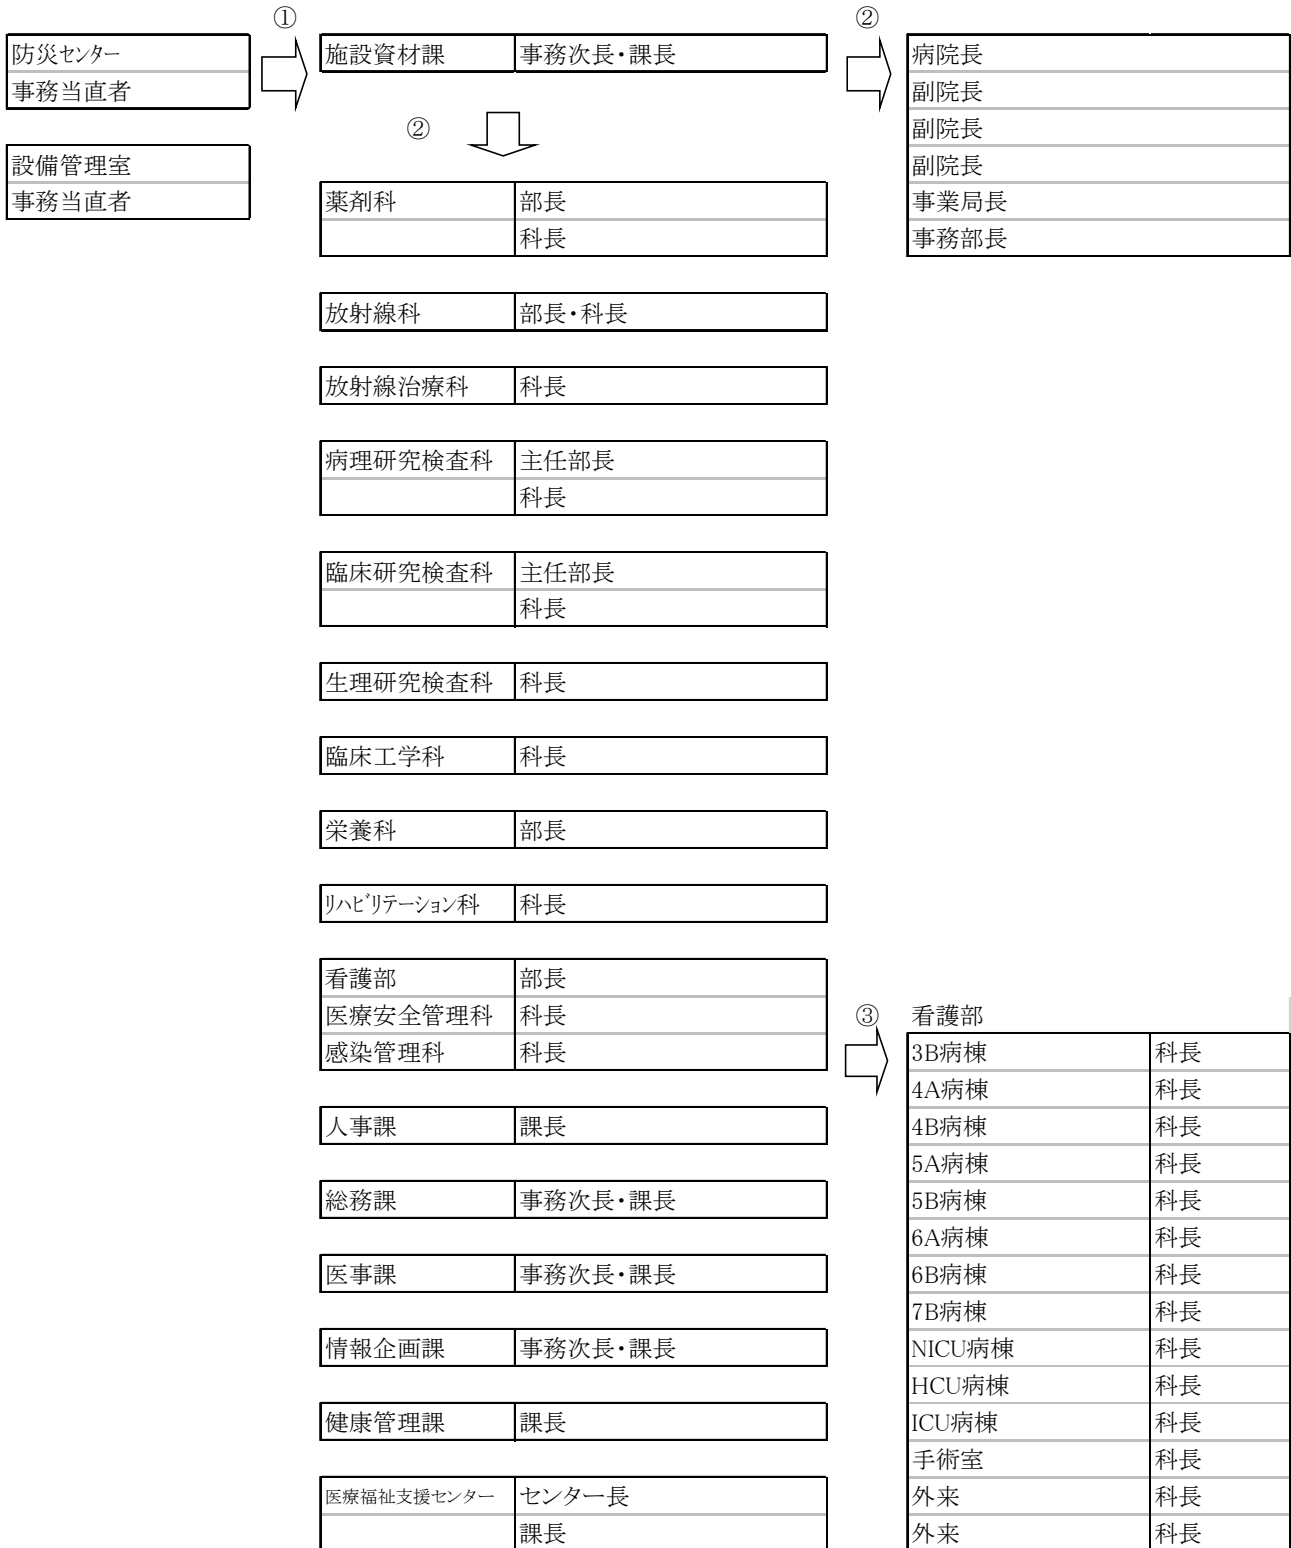 ①
防災センター
事務当直者
設備管理室
事務当直者
施設資材課 事務次長・課長
②
病院長
副院長
副院長
副院長
事業局長
事務部長
②
薬剤科 部長
科長
放射線科 部長・科長
放射線治療科 科長
病理研究検査科 主任部長
科長
臨床研究検査科 主任部長
科長
生理研究検査科 科長
臨床工学科 科長
栄養科 部長
リハビリテーション科 科長
看護部 部長
医療安全管理科 科長
感染管理科 科長
人事課 課長
総務課 事務次長・課長
医事課 事務次長・課長
情報企画課 事務次長・課長
健康管理課 課長
医療福祉支援センター センター長
課長
③
看護部
3B病棟 科長
4A病棟 科長
4B病棟 科長
5A病棟 科長
5B病棟 科長
6A病棟 科長
6B病棟 科長
7B病棟 科長
NICU病棟 科長
HCU病棟 科長
ICU病棟 科長
手術室 科長
外来 科長
外来 科長